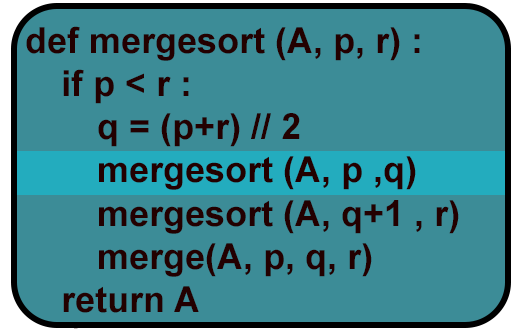 def mergesort (A, p, r) :
if p < r :
q = (p+r) // 2
mergesort (A, p ,q)
mergesort (A, q+1 , r)
merge(A, p, q, r)
return A